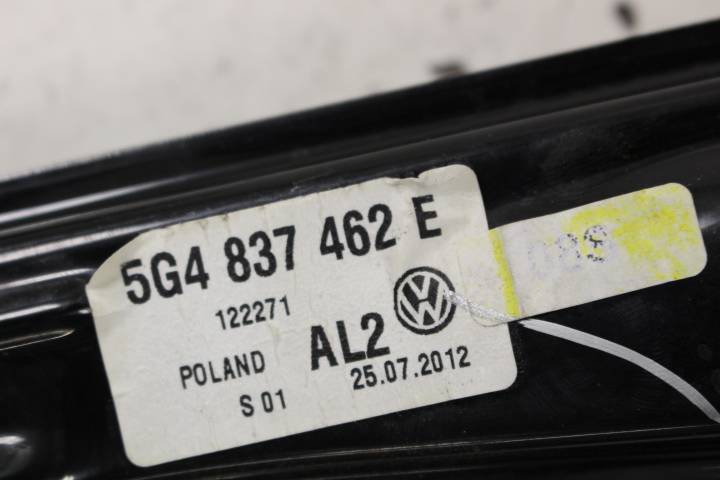 5G4 837 462 E
122271
POLAND AL2
S 01 25.07.2012